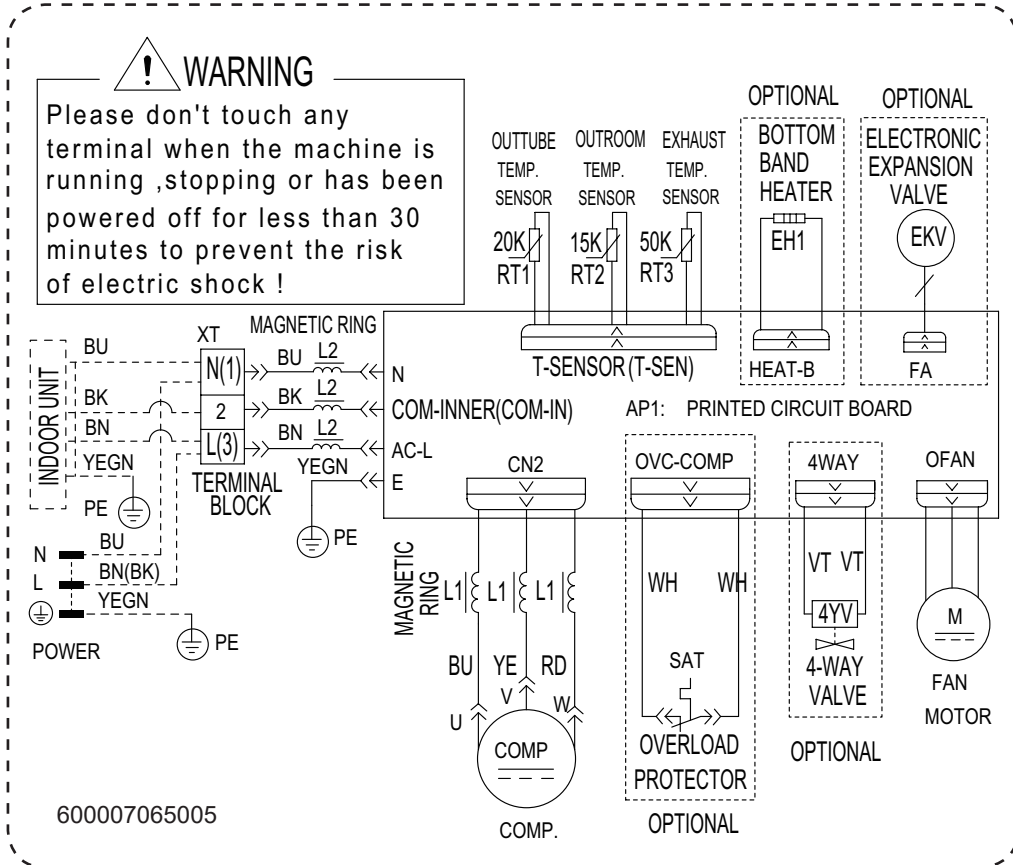 WARNING
Please don't touch any
terminal when the machine is
running ,stopping or has been
powered off for less than 30
minutes to prevent the risk
of electric shock !
OUTTUBE
TEMP.
SENSOR
OUTROOM
TEMP.
SENSOR
EXHAUST
TEMP.
SENSOR
20K
RT1
15K
RT2
50K
RT3
OPTIONAL
BOTTOM
BAND
HEATER
EH1
OPTIONAL
ELECTRONIC
EXPANSION
VALVE
EKV
T-SENSOR(T-SEN)
HEAT-B
FA
INDOOR UNIT
BU
BK
BN
YEGN
PE
XT
N(1)
2
L(3)
TERMINAL
BLOCK
MAGNETIC RING
BU L2
BK L2
BN L2
YEGN
PE
N
COM-INNER(COM-IN)
AC-L
E
AP1: PRINTED CIRCUIT BOARD
N
L
BU
BN(BK)
YEGN
PE
POWER
CN2
MAGNETIC
RING
L1 L1 L1
BU YE RD
U V W
COMP
COMP.
OVC-COMP
WH WH
SAT
OVERLOAD
PROTECTOR
OPTIONAL
4WAY
VT VT
4YV
4-WAY
VALVE
OPTIONAL
OFAN
M
FAN
MOTOR
600007065005